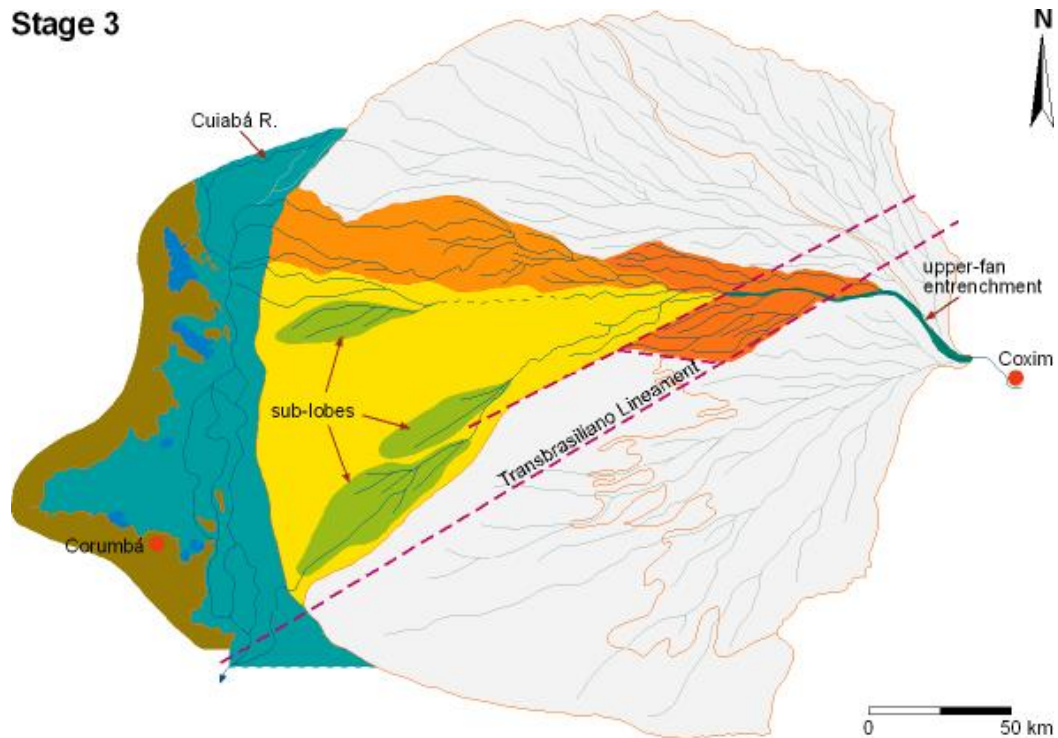 Stage 3
N
Cuiabá R.
upper-fan
entrenchment
Coxim
sub-lobes
Transbrasiliano Lineament
Corumbá
0 50 km